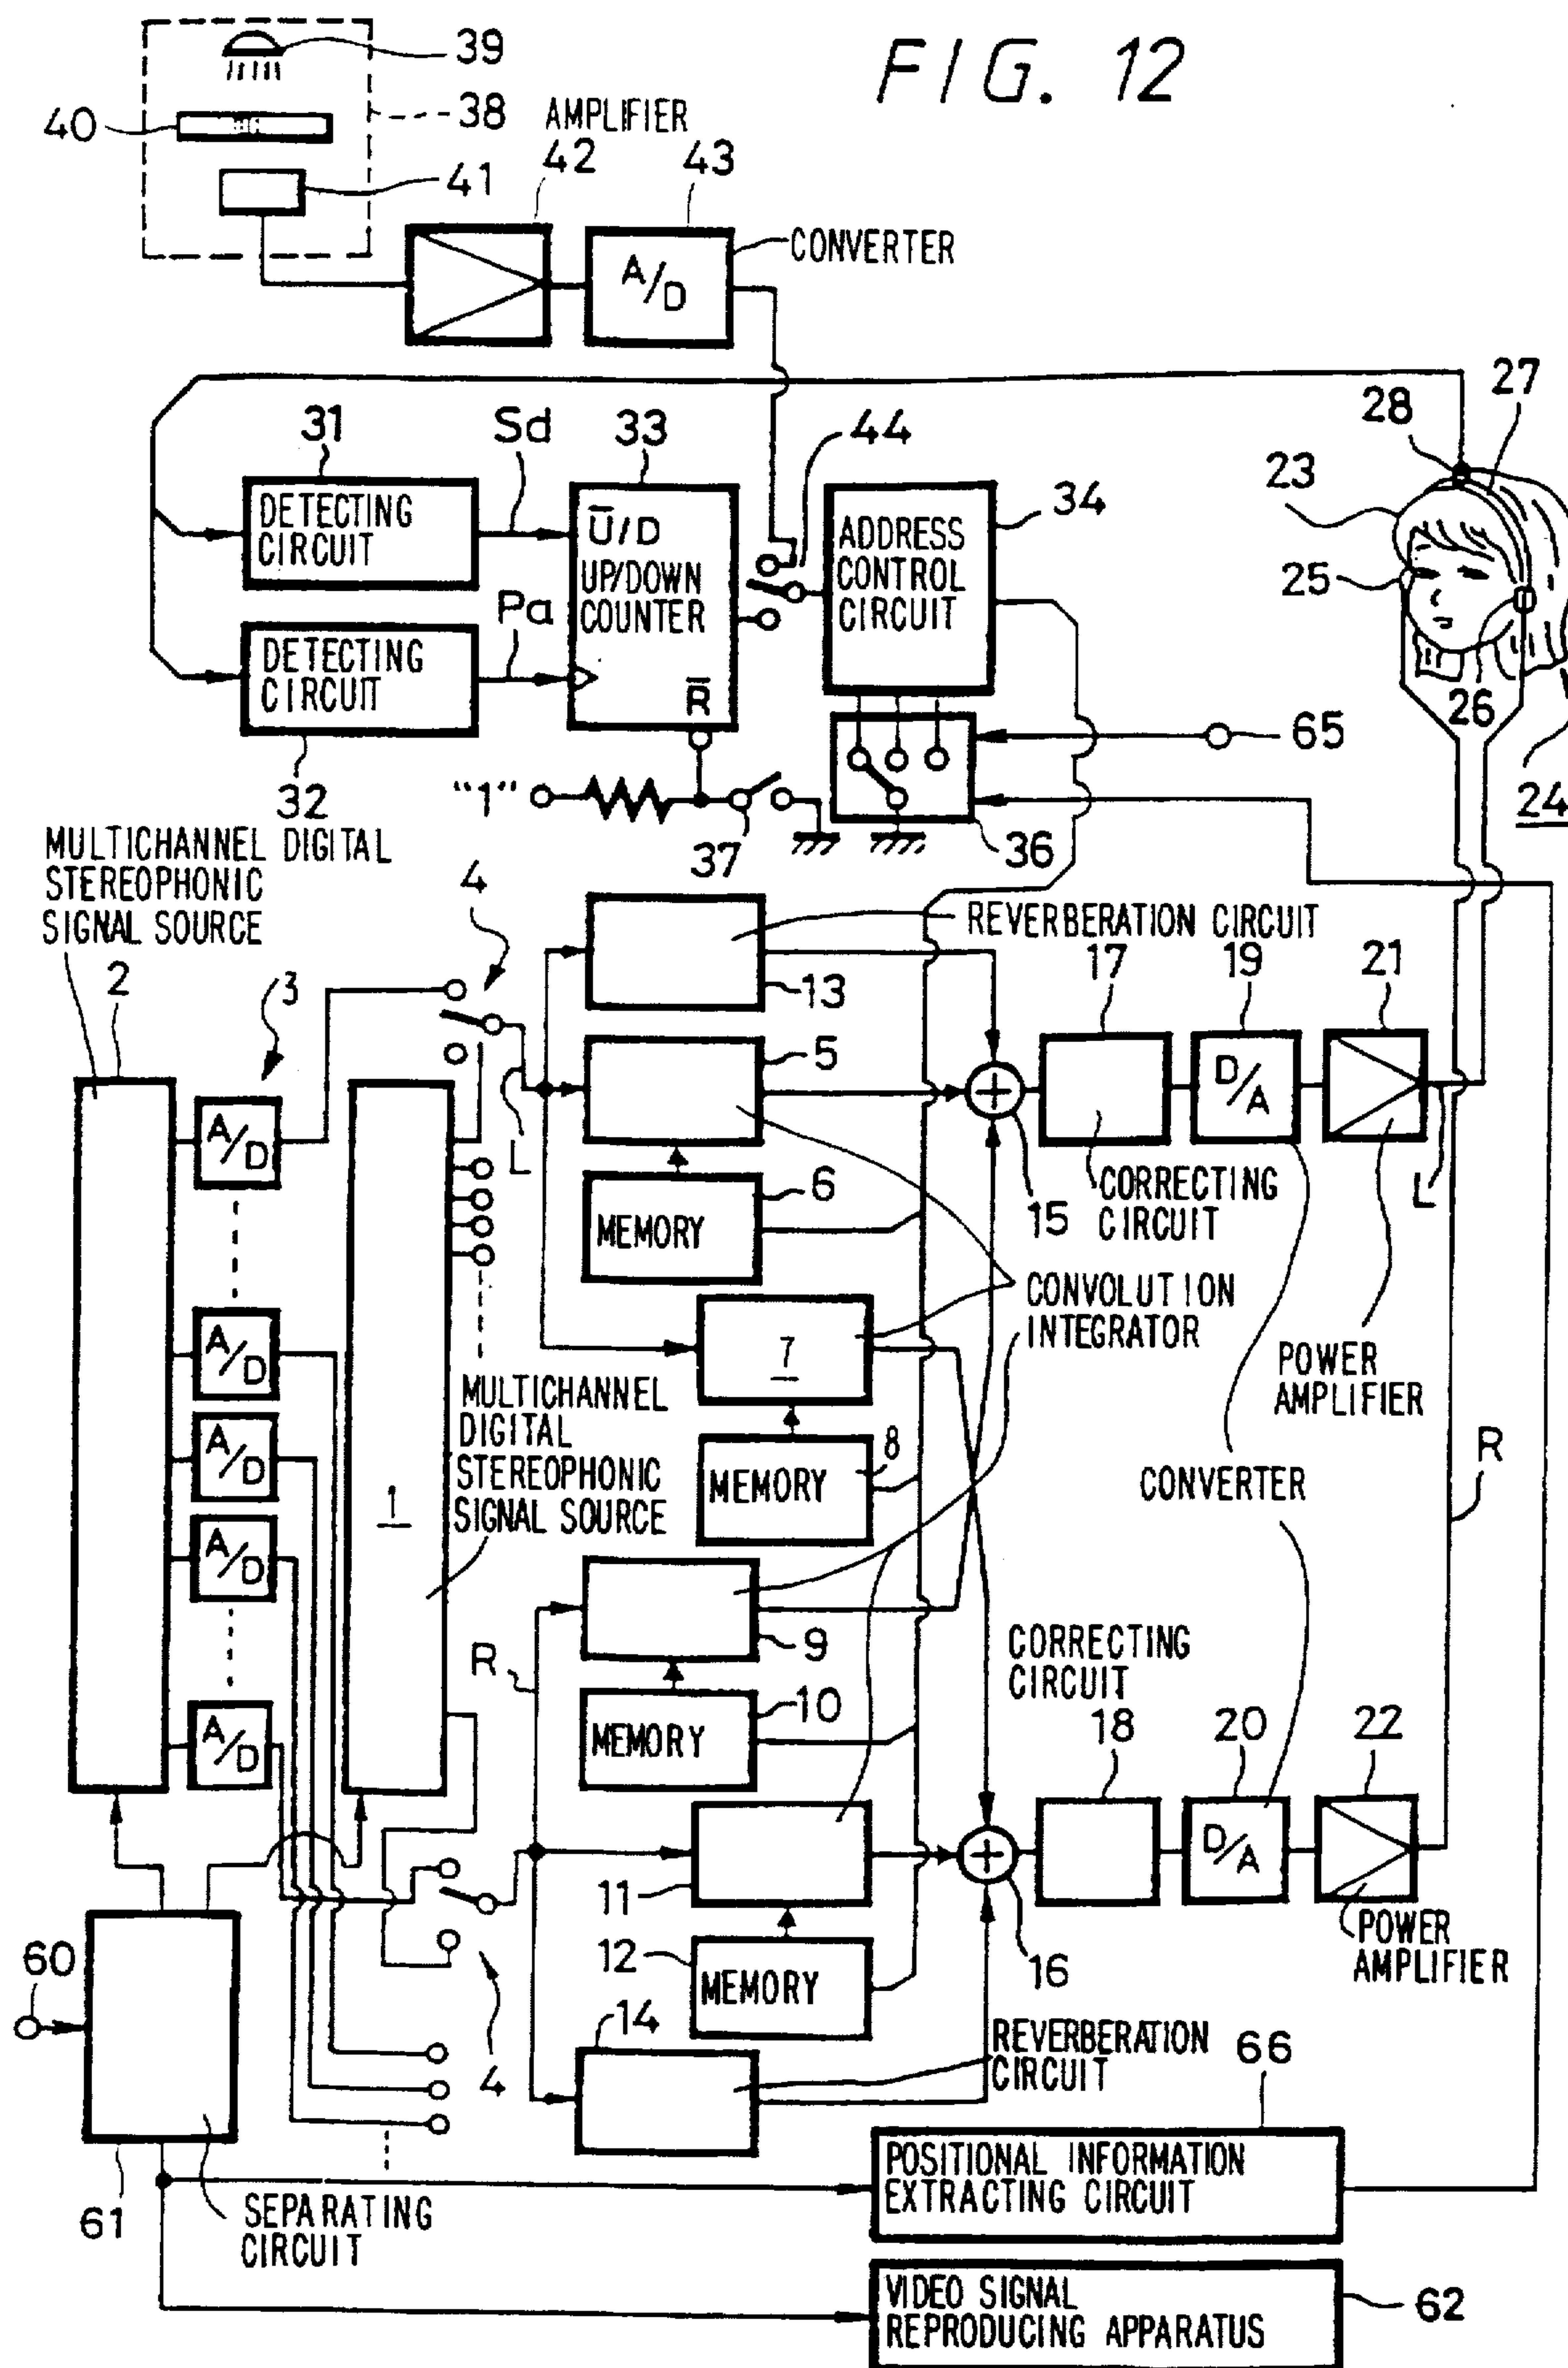 FIG. 12
39
38
40
41
AMPLIFIER
42
43
CONVERTER
A/D
27
28
23
25
26
24
31
Sd
33
44
34
DETECTING
CIRCUIT
U̅/D
UP/DOWN
COUNTER
ADDRESS
CONTROL
CIRCUIT
Pa
DETECTING
CIRCUIT
R̅
32
"1"
37
36
65
MULTICHANNEL DIGITAL
STEREOPHONIC
SIGNAL SOURCE
2
3
4
REVERBERATION CIRCUIT
13
17
19
21
5
L
D/A
15
CORRECTING
CIRCUIT
L
6
MEMORY
A/D
A/D
A/D
A/D
A/D
CONVOLUTION
INTEGRATOR
7
POWER
AMPLIFIER
MULTICHANNEL
DIGITAL
STEREOPHONIC
SIGNAL SOURCE
1
8
MEMORY
CONVERTER
R
R
9
CORRECTING
CIRCUIT
10
MEMORY
18
20
22
D/A
11
16
POWER
AMPLIFIER
12
MEMORY
60
4
14
REVERBERATION
CIRCUIT
66
POSITIONAL INFORMATION
EXTRACTING CIRCUIT
61
SEPARATING
CIRCUIT
VIDEO SIGNAL
REPRODUCING APPARATUS
62